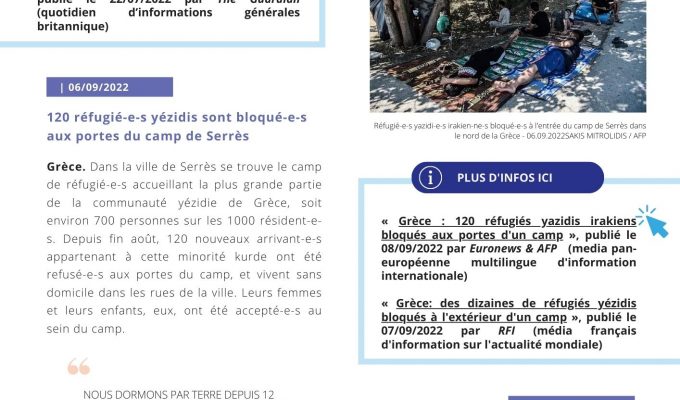 publié le 22/07/2022 par The Guardian
(quotidien d'informations générales
britannique)
| 06/09/2022
120 réfugié-e-s yézidis sont bloqué-e-s
aux portes du camp de Serrès
Grèce. Dans la ville de Serrès se trouve le camp
de réfugié-e-s accueillant la plus grande partie
de la communauté yézidie de Grèce, soit
environ 700 personnes sur les 1000 résident-e-
s. Depuis fin août, 120 nouveaux arrivant-e-s
appartenant à cette minorité kurde ont été
refusé-e-s aux portes du camp, et vivent sans
domicile dans les rues de la ville. Leurs femmes
et leurs enfants, eux, ont été accepté-e-s au
sein du camp.
“
NOUS DORMONS PAR TERRE DEPUIS 12
Réfugié-e-s yazidi-e-s irakien-ne-s bloqué-e-s à l'entrée du camp de Serrès dans
le nord de la Grèce - 06.09.2022SAKIS MITROLIDIS / AFP
i PLUS D'INFOS ICI
« Grèce : 120 réfugiés yazidis irakiens
bloqués aux portes d'un camp », publié le
08/09/2022 par Euronews & AFP (media pan-
européenne multilingue d'information
internationale)
« Grèce: des dizaines de réfugiés yézidis
bloqués à l'extérieur d'un camp », publié le
07/09/2022 par RFI (média français
d'information sur l'actualité mondiale)